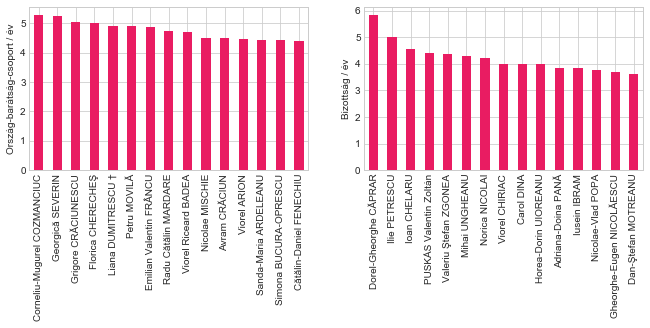 Ország-barátság-csoport / év
5
4
3
2
1
0
Corneliu-Mugurel COZMANCIUC
Georgică SEVERIN
Grigore CRĂCIUNESCU
Florica CHERECHEŞ
Liana DUMITRESCU †
Petru MOVILĂ
Emilian Valentin FRÂNCU
Radu Cătălin MARDARE
Viorel Riceard BADEA
Nicolae MISCHIE
Avram CRĂCIUN
Viorel ARION
Sanda-Maria ARDELEANU
Simona BUCURA-OPRESCU
Cătălin-Daniel FENECHIU
Bizottság / év
6
5
4
3
2
1
0
Dorel-Gheorghe CĂPRAR
Ilie PETRESCU
Ioan CHELARU
PUSKÁS Valentin Zoltán
Valeriu Ştefan ZGONEA
Mihai UNGHEANU
Norica NICOLAI
Viorel CHIRIAC
Carol DINA
Horea-Dorin UIOREANU
Adriana-Doina PANĂ
Iusein IBRAM
Nicolae-Vlad POPA
Gheorghe-Eugen NICOLĂESCU
Dan-Ştefan MOTREANU